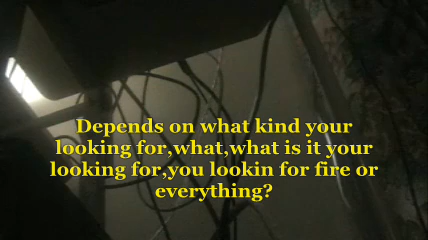 Depends on what kind your
looking for,what,what is it your
looking for,you lookin for fire or
everything?